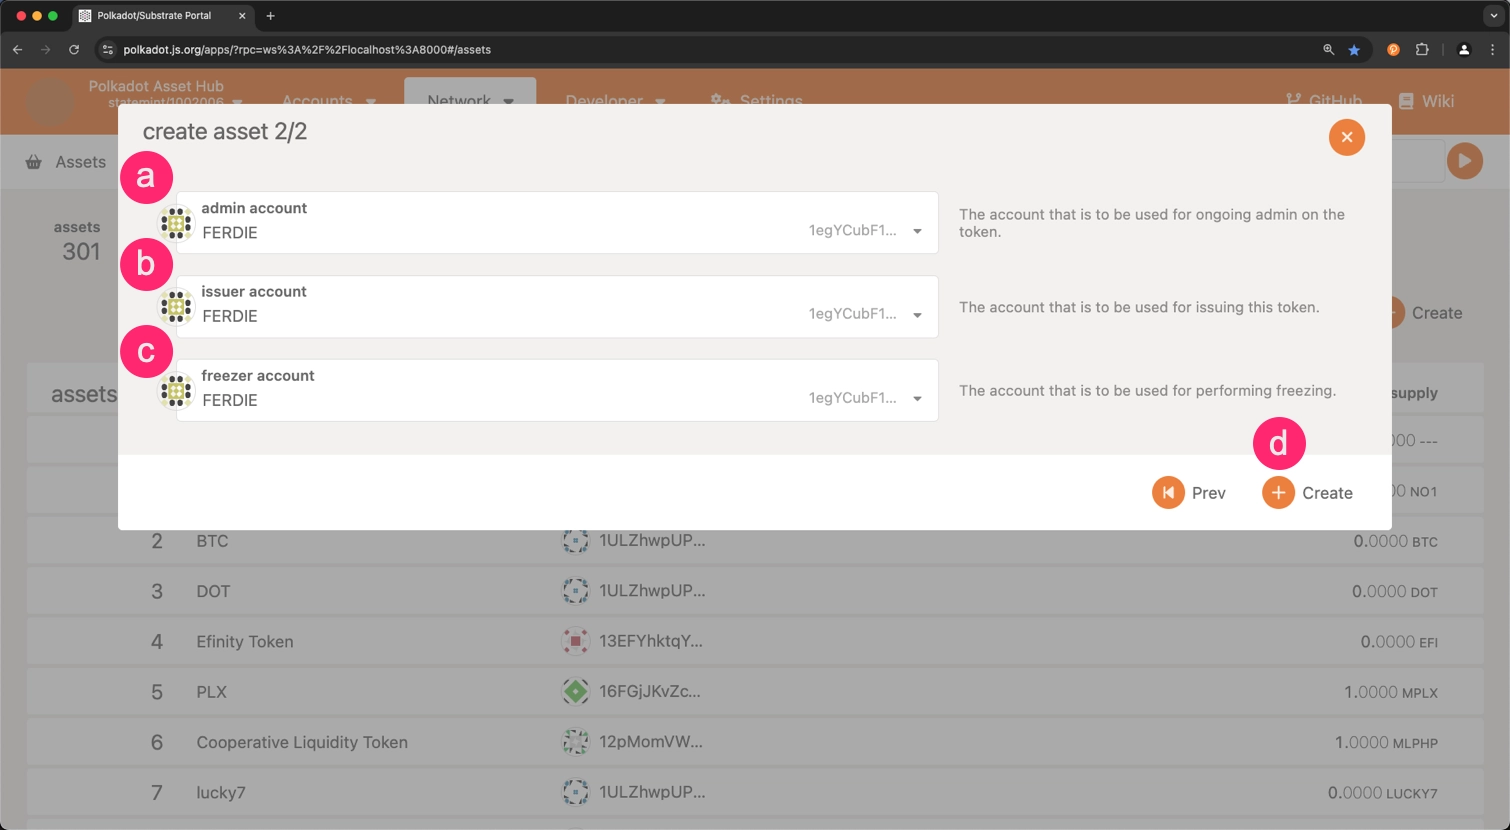 Polkadot/Substrate Portal
polkadot.js.org/apps/?rpc=ws%3A%2F%2Flocalhost%3A8000#/assets
Polkadot Asset Hub
statemint/1002006
Accounts
Network
Developer
Settings
GitHub
Wiki
Assets
create asset 2/2
a
admin account
FERDIE
1egYCubF1...
The account that is to be used for ongoing admin on the
token.
assets
301
b
issuer account
FERDIE
1egYCubF1...
The account that is to be used for issuing this token.
Create
c
freezer account
FERDIE
1egYCubF1...
The account that is to be used for performing freezing.
assets
supply
d
Prev
Create
---
NO1
2 BTC 1ULZhwpUP... 0.0000 BTC
3 DOT 1ULZhwpUP... 0.0000 DOT
4 Efinity Token 13EFYhktqY... 0.0000 EFI
5 PLX 16FGjJKvZc... 1.0000 MPLX
6 Cooperative Liquidity Token 12pMomVW... 1.0000 MLPHP
7 lucky7 1ULZhwpUP... 0.0000 LUCKY7